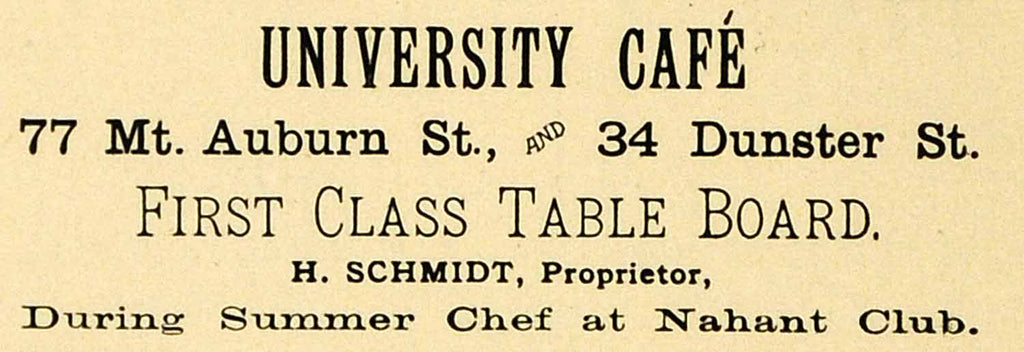 UNIVERSITY CAFÉ
77 Mt. Auburn St., AND 34 Dunster St.
FIRST CLASS TABLE BOARD.
H. SCHMIDT, Proprietor,
During Summer Chef at Nahant Club.